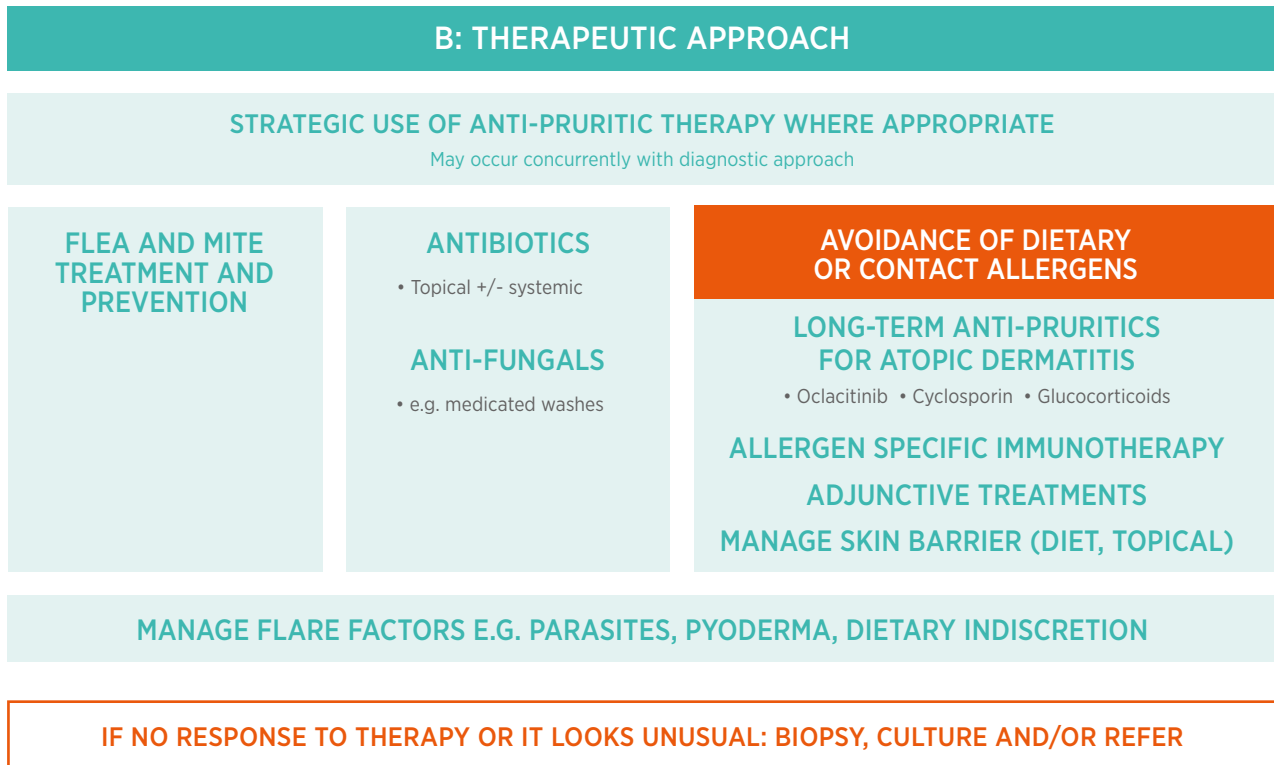 B: THERAPEUTIC APPROACH
STRATEGIC USE OF ANTI-PRURITIC THERAPY WHERE APPROPRIATE
May occur concurrently with diagnostic approach
FLEA AND MITE
TREATMENT AND
PREVENTION
ANTIBIOTICS
• Topical +/- systemic
ANTI-FUNGALS
• e.g. medicated washes
AVOIDANCE OF DIETARY
OR CONTACT ALLERGENS
LONG-TERM ANTI-PRURITICS
FOR ATOPIC DERMATITIS
• Oclacitinib • Cyclosporin • Glucocorticoids
ALLERGEN SPECIFIC IMMUNOTHERAPY
ADJUNCTIVE TREATMENTS
MANAGE SKIN BARRIER (DIET, TOPICAL)
MANAGE FLARE FACTORS E.G. PARASITES, PYODERMA, DIETARY INDISCRETION
IF NO RESPONSE TO THERAPY OR IT LOOKS UNUSUAL: BIOPSY, CULTURE AND/OR REFER